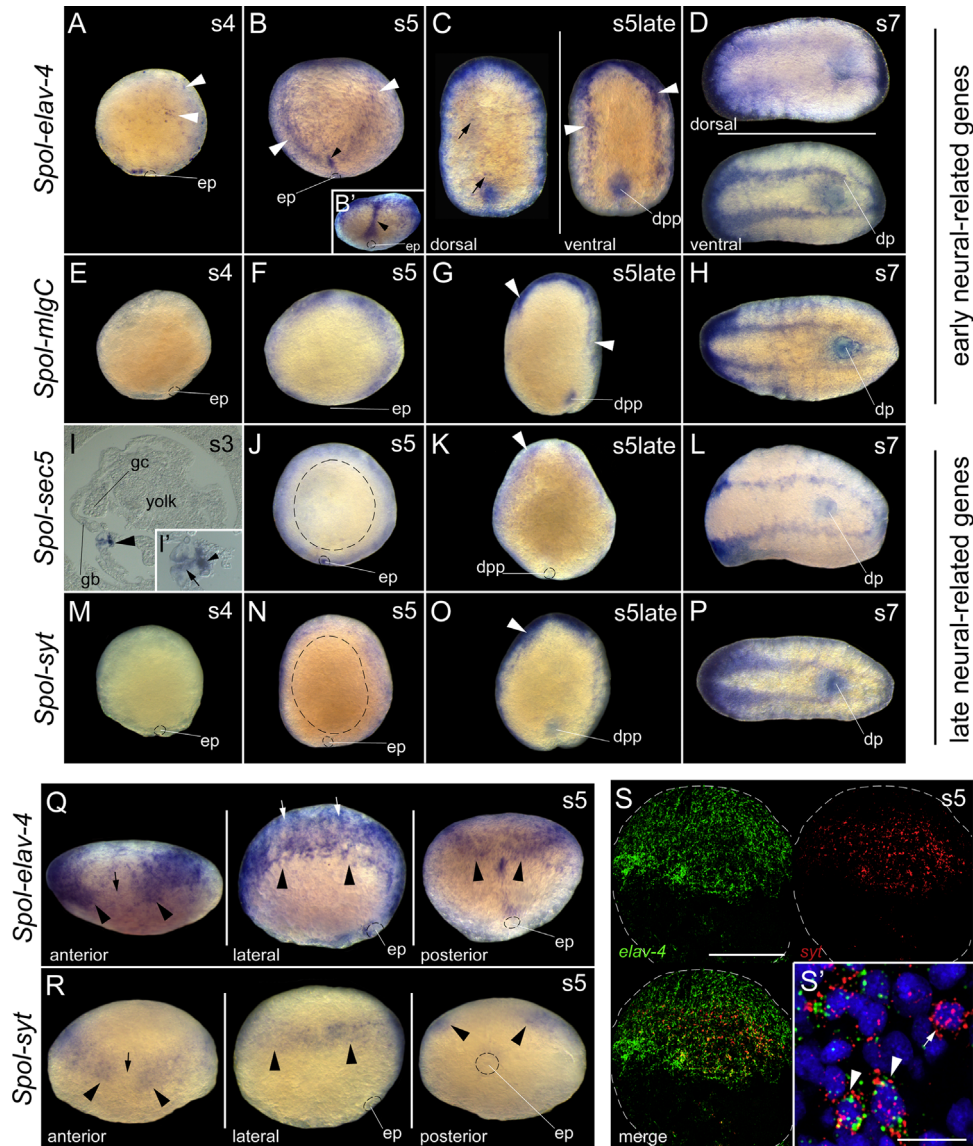 A s4
B s5
C s5late
D s7
Spol-elav-4
ep
ep
B'
ep
dorsal
ventral
dpp
dorsal
ventral
dp
early neural-related genes
E s4
F s5
G s5late
H s7
Spol-mlgC
ep
ep
dpp
dp
I s3
J s5
K s5late
L s7
Spol-sec5
gc
yolk
gb
I'
ep
dpp
dp
late neural-related genes
M s4
N s5
O s5late
P s7
Spol-syt
ep
ep
dpp
dp
Q s5
Spol-elav-4
anterior
lateral
ep
posterior
ep
R s5
Spol-syt
anterior
lateral
ep
posterior
ep
S s5
elav-4
syt
merge
S'